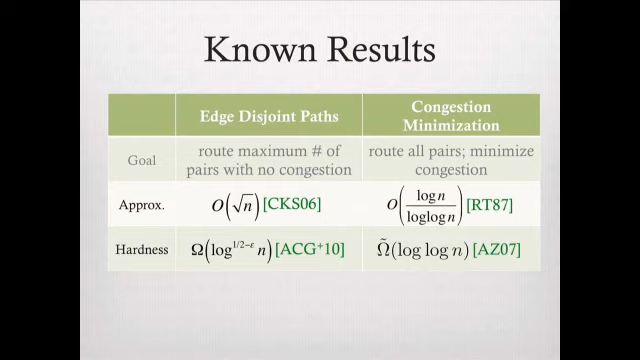 Known Results
Edge Disjoint Paths
Congestion
Minimization
Goal
route maximum # of
pairs with no congestion
route all pairs; minimize
congestion
Approx.
O(√n) [CKS06]
O(log n / loglog n) [RT87]
Hardness
Ω(log^{1/2−ε} n) [ACG+10]
Ω̃(log log n) [AZ07]